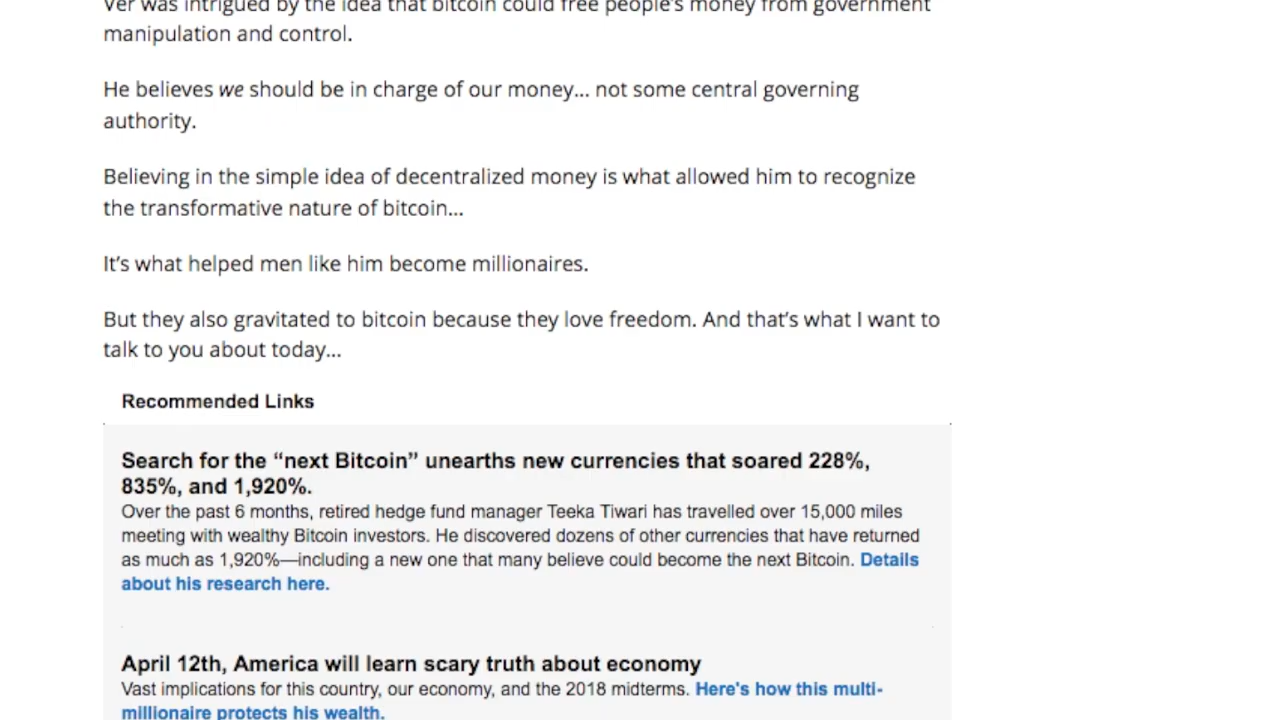 Ver was intrigued by the idea that bitcoin could free people's money from government
manipulation and control.
He believes we should be in charge of our money... not some central governing
authority.
Believing in the simple idea of decentralized money is what allowed him to recognize
the transformative nature of bitcoin...
It's what helped men like him become millionaires.
But they also gravitated to bitcoin because they love freedom. And that's what I want to
talk to you about today...
Recommended Links
Search for the “next Bitcoin” unearths new currencies that soared 228%,
835%, and 1,920%.
Over the past 6 months, retired hedge fund manager Teeka Tiwari has travelled over 15,000 miles
meeting with wealthy Bitcoin investors. He discovered dozens of other currencies that have returned
as much as 1,920%—including a new one that many believe could become the next Bitcoin. Details
about his research here.
April 12th, America will learn scary truth about economy
Vast implications for this country, our economy, and the 2018 midterms. Here's how this multi-
millionaire protects his wealth.